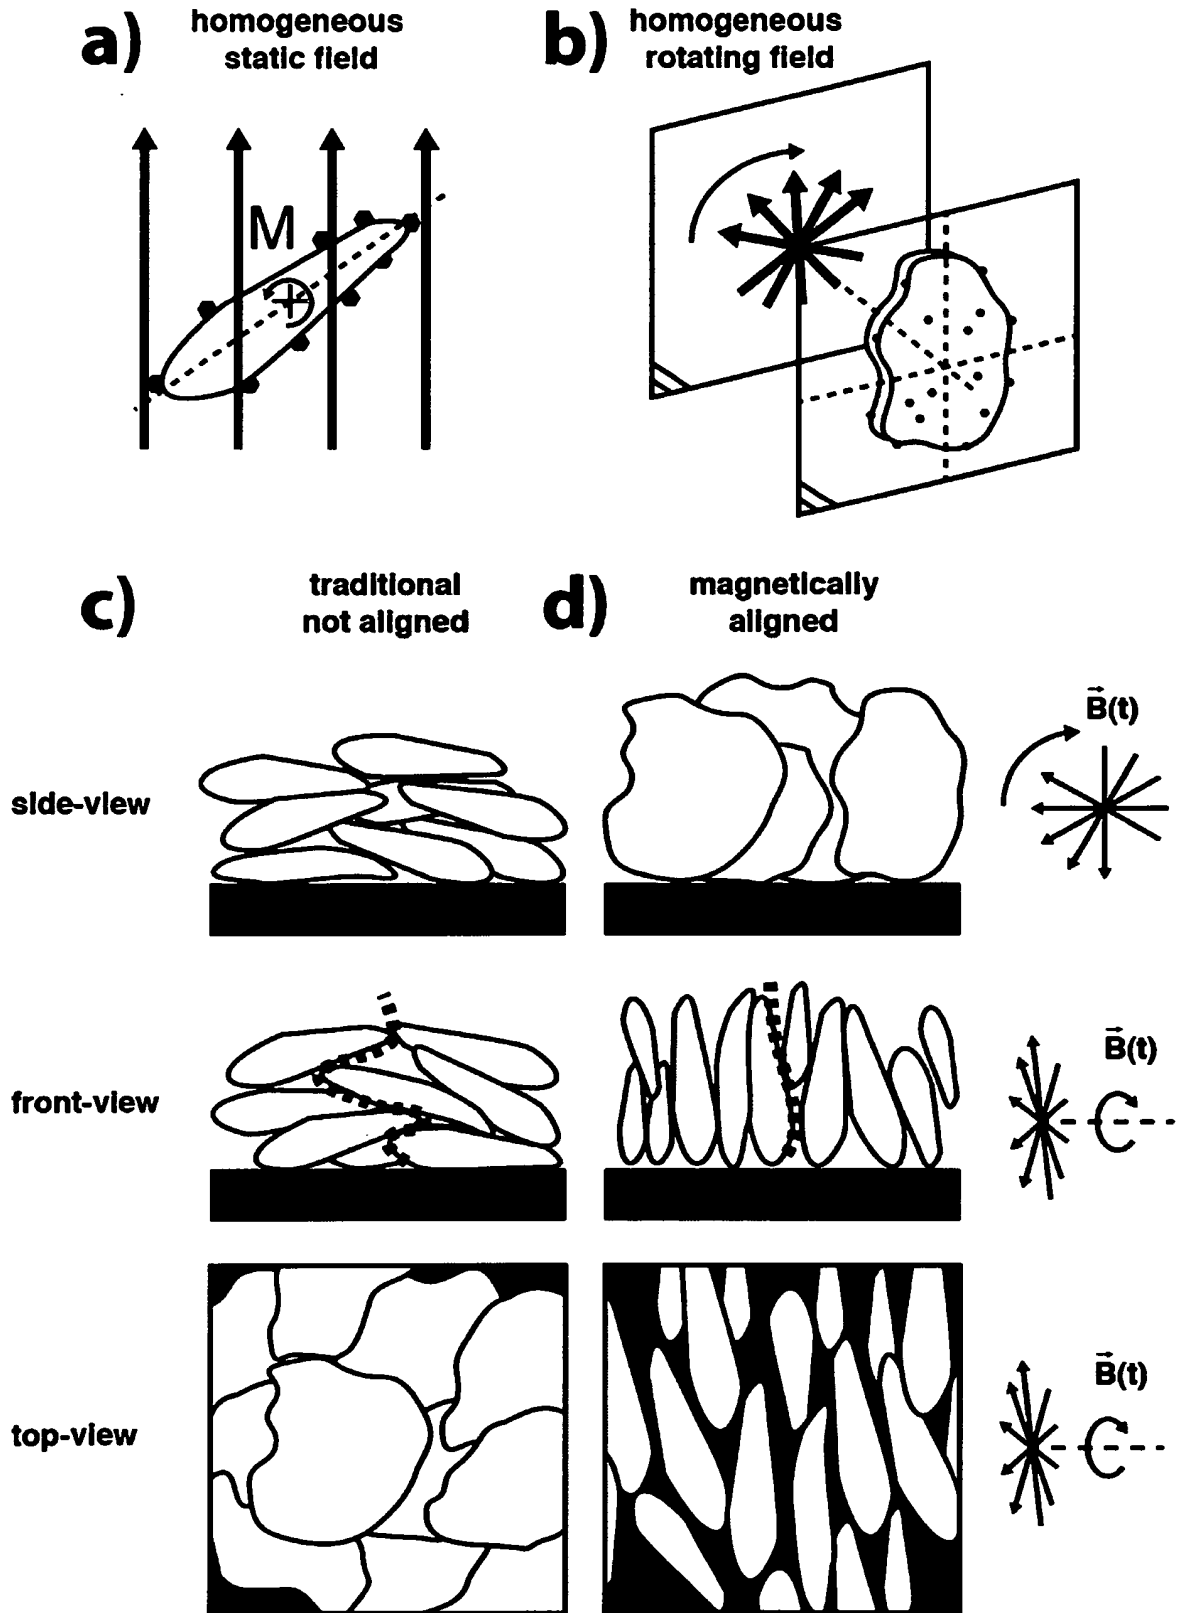 a)
homogeneous
static field
b)
homogeneous
rotating field
M
c)
traditional
not aligned
d)
magnetically
aligned
side-view
B⃗(t)
front-view
B⃗(t)
top-view
B⃗(t)